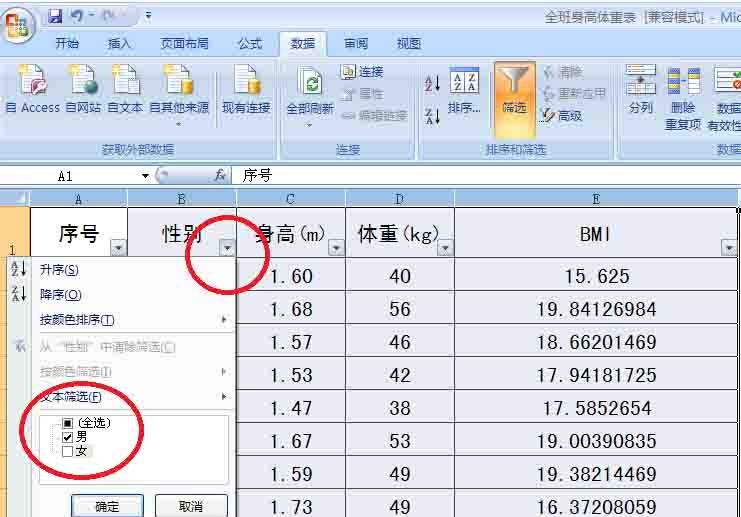 全班身高体重表 [兼容模式] - Mic
开始 插入 页面布局 公式 数据 审阅 视图
自 Access 自网站 自文本 自其他来源 现有连接 全部刷新 连接 属性 编辑链接 排序... 筛选 清除 重新应用 高级 分列 删除 重复项 数据 有效性
获取外部数据 连接 排序和筛选 数据
A1 fx 序号
A B C D E
1 序号 性别 身高(m) 体重(kg) BMI
升序(S) 1.60 40 15.625
降序(O) 1.68 56 19.84126984
按颜色排序(T)
从“性别”中清除筛选(C) 1.57 46 18.66201469
按颜色筛选(I) 1.53 42 17.94181725
文本筛选(F)
(全选) 1.47 38 17.5852654
男
女 1.67 53 19.00390835
1.59 49 19.38214469
确定 取消 1.73 49 16.37208059